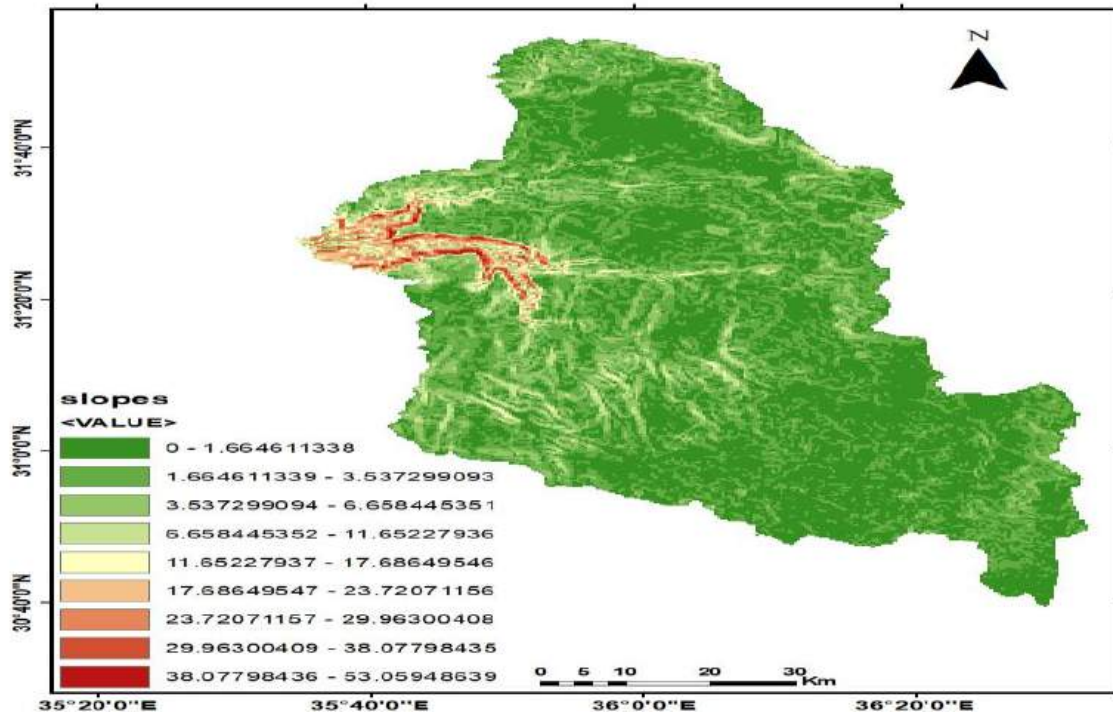 N
31°40'0"N
31°20'0"N
31°0'0"N
30°40'0"N
slopes
<VALUE>
0 - 1.664611338
1.664611339 - 3.537299093
3.537299094 - 6.658445351
6.658445352 - 11.65227936
11.65227937 - 17.68649546
17.68649547 - 23.72071156
23.72071157 - 29.96300408
29.96300409 - 38.07798435
38.07798436 - 53.05948639
0 5 10 20 30
Km
35°20'0"E 35°40'0"E 36°0'0"E 36°20'0"E